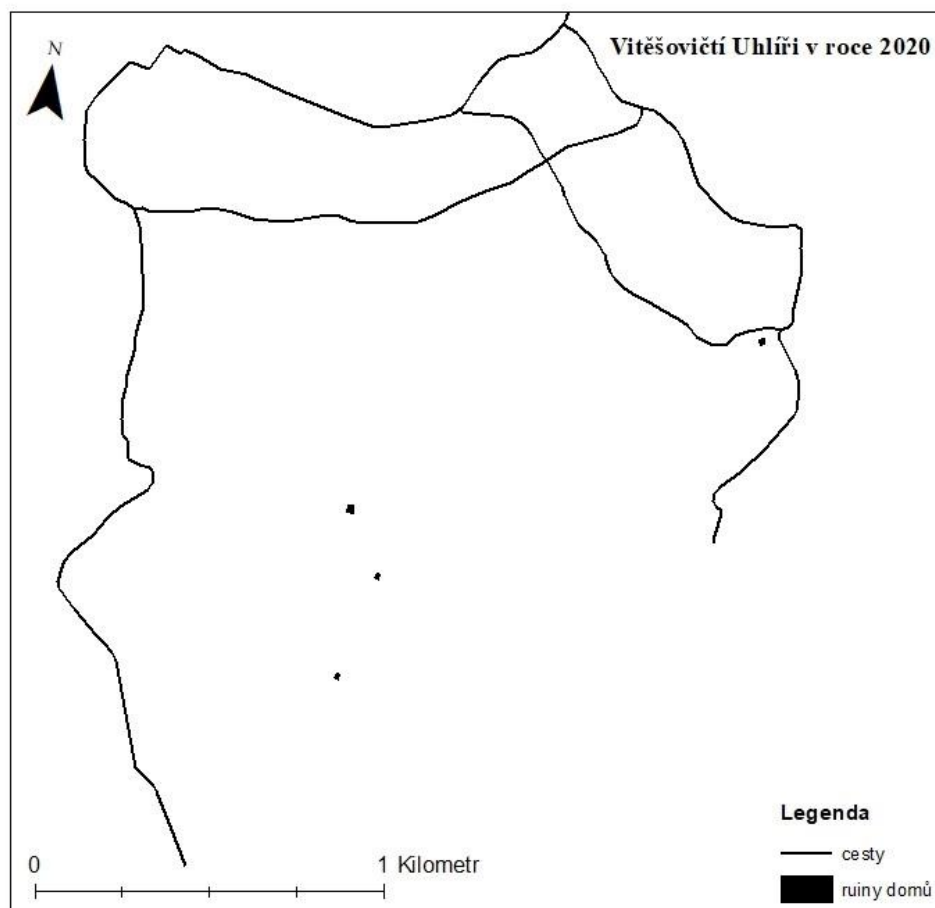 Vitěšovičtí Uhlíři v roce 2020
N
Legenda
cesty
ruiny domů
0
1 Kilometr